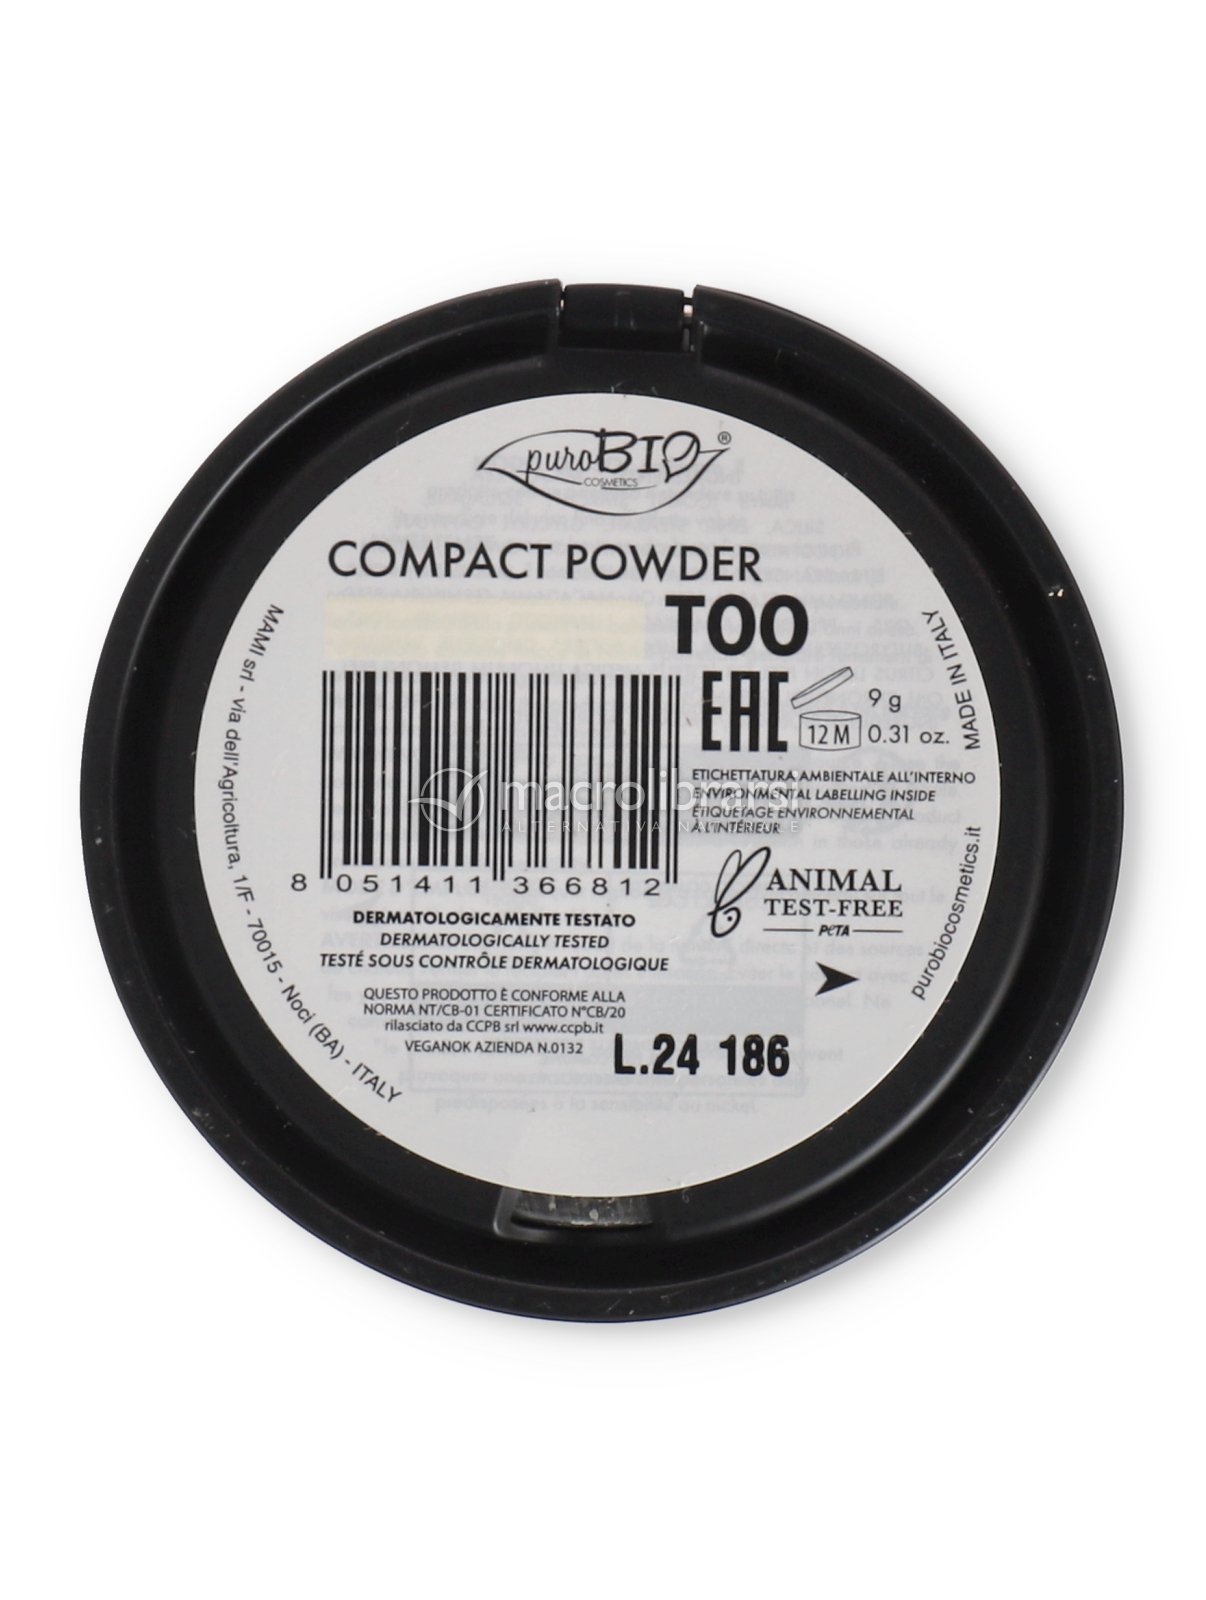 puroBIO®
COSMETICS
COMPACT POWDER
TOO
EAC
12 M
9 g
0.31 oz.
ETICHETTATURA AMBIENTALE ALL'INTERNO
ENVIRONMENTAL LABELLING INSIDE
ÉTIQUETAGE ENVIRONNEMENTAL
À L'INTÉRIEUR
macrolibrarsi
ALTERNATIVA NATURALE
8 051411 366812
ANIMAL
TEST-FREE
PETA
DERMATOLOGICAMENTE TESTATO
DERMATOLOGICALLY TESTED
TESTÉ SOUS CONTRÔLE DERMATOLOGIQUE
QUESTO PRODOTTO È CONFORME ALLA
NORMA NT/CB-01 CERTIFICATO N°CB/20
rilasciato da CCPB srl www.ccpb.it
VEGANOK AZIENDA N.0132
L.24 186
MAMI srl - via dell'Agricoltura, 1/F - 70015 - Noci (BA) - ITALY
MADE IN ITALY
purobiocosmetics.it